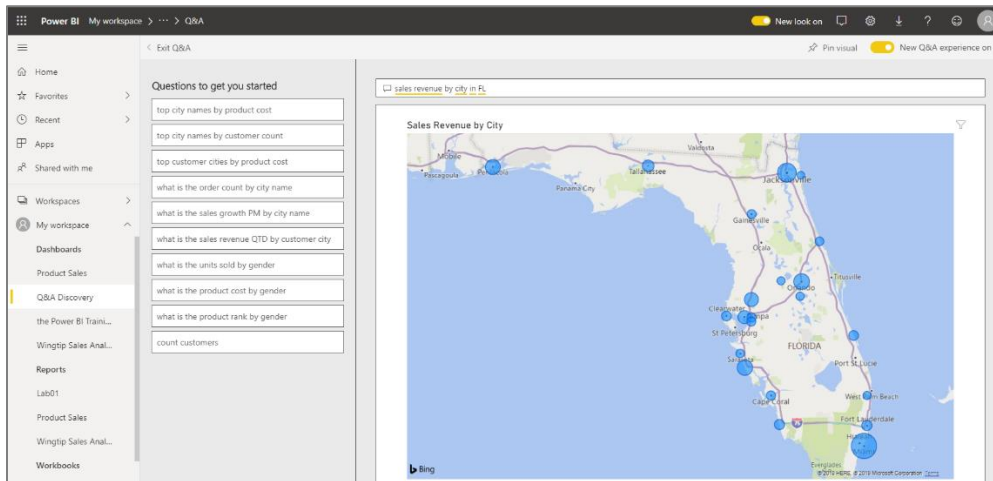 Power BI My workspace > ··· > Q&A
New look on
Exit Q&A
Pin visual
New Q&A experience on
Home
Favorites
Recent
Apps
Shared with me
Workspaces
My workspace
Dashboards
Product Sales
Q&A Discovery
the Power BI Traini...
Wingtip Sales Anal...
Reports
Lab01
Product Sales
Wingtip Sales Anal...
Workbooks
Questions to get you started
top city names by product cost
top city names by customer count
top customer cities by product cost
what is the order count by city name
what is the sales growth PM by city name
what is the sales revenue QTD by customer city
what is the units sold by gender
what is the product cost by gender
what is the product rank by gender
count customers
sales revenue by city in FL
Sales Revenue by City
Mobile
Valdosta
Pascagoula
Pensacola
Tallahassee
Jacksonville
Panama City
Gainesville
Ocala
Titusville
Orlando
Clearwater
Tampa
St Petersburg
FLORIDA
Sarasota
Port St Lucie
Cape Coral
West Palm Beach
Fort Lauderdale
Miami
Everglades
Bing
© 2019 HERE, © 2019 Microsoft Corporation Terms